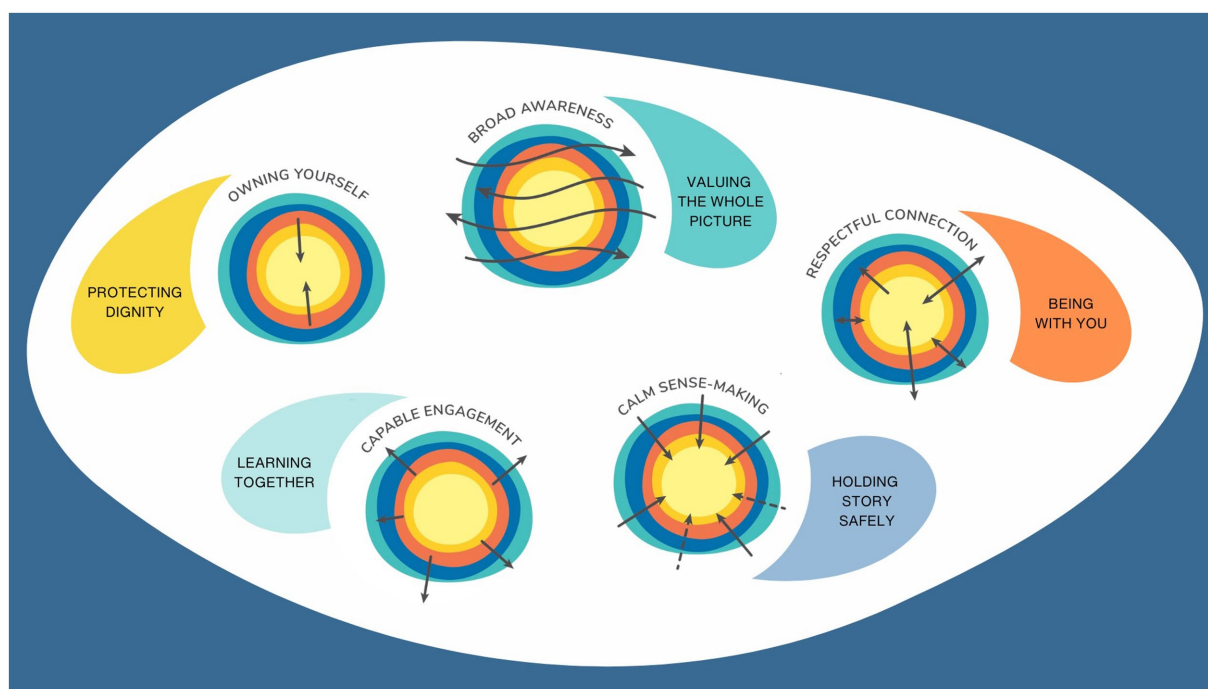 BROAD AWARENESS
VALUING
THE WHOLE
PICTURE
OWNING YOURSELF
PROTECTING
DIGNITY
RESPECTFUL CONNECTION
BEING
WITH YOU
CAPABLE ENGAGEMENT
LEARNING
TOGETHER
CALM SENSE-MAKING
HOLDING
STORY
SAFELY